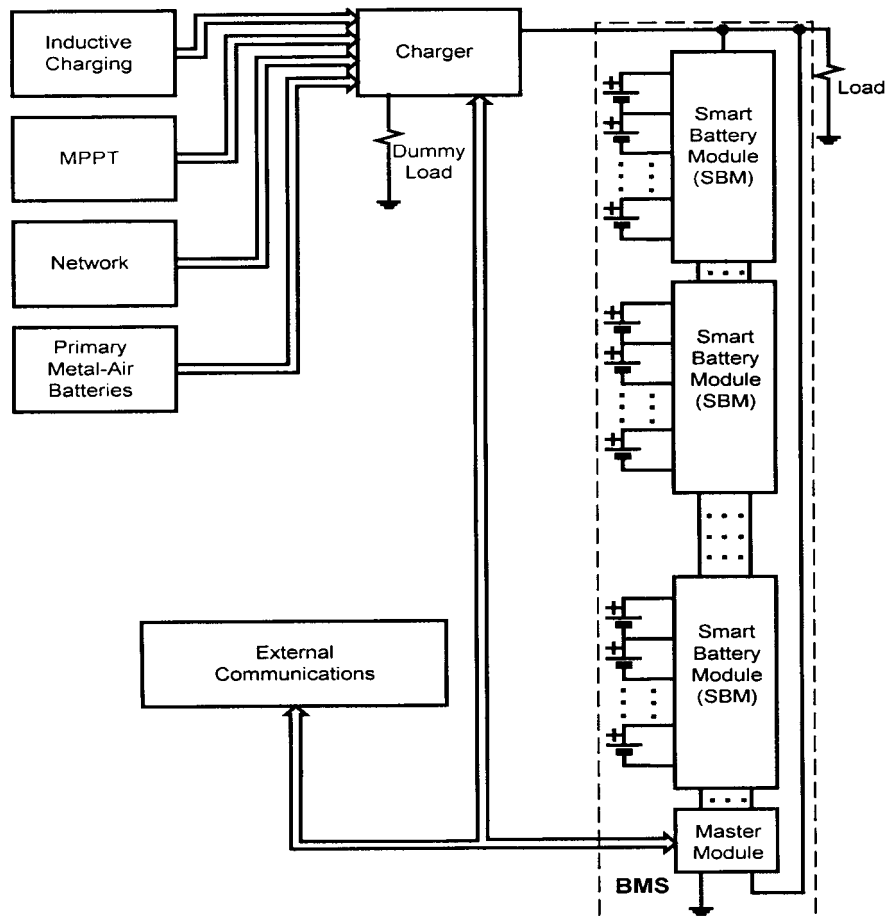 Inductive
Charging
MPPT
Network
Primary
Metal-Air
Batteries
Charger
Dummy
Load
Load
+
+
+
Smart
Battery
Module
(SBM)
+
+
+
Smart
Battery
Module
(SBM)
+
+
+
Smart
Battery
Module
(SBM)
External
Communications
Master
Module
BMS